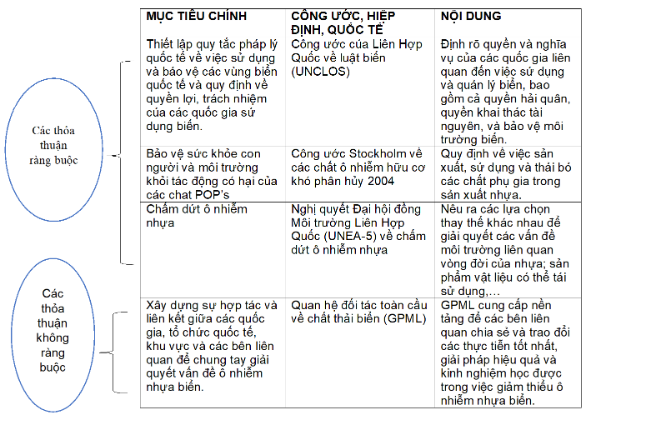 MỤC TIÊU CHÍNH
CÔNG ƯỚC, HIỆP
ĐỊNH, QUỐC TẾ
NỘI DUNG
Các thỏa
thuận
ràng buộc
Thiết lập quy tắc pháp lý
quốc tế về việc sử dụng
và bảo vệ các vùng biển
quốc tế và quy định về
quyền lợi, trách nhiệm
của các quốc gia sử
dụng biển.
Công ước của Liên Hợp
Quốc về luật biển
(UNCLOS)
Định rõ quyền và nghĩa
vụ của các quốc gia liên
quan đến việc sử dụng
và quản lý biển, bao
gồm cả quyền hải quân,
quyền khai thác tài
nguyên, và bảo vệ môi
trường biển.
Bảo vệ sức khỏe con
người và môi trường
khỏi tác động có hại của
các chat POP's
Công ước Stockholm về
các chất ô nhiễm hữu cơ
khó phân hủy 2004
Quy định về việc sản
xuất, sử dụng và thải bỏ
các chất phụ gia trong
sản xuất nhựa.
Chấm dứt ô nhiễm
nhựa
Nghị quyết Đại hội đồng
Môi trường Liên Hợp
Quốc (UNEA-5) về chấm
dứt ô nhiễm nhựa
Nêu ra các lựa chọn
thay thế khác nhau để
giải quyết các vấn đề
môi trường liên quan
vòng đời của nhựa; sản
phẩm vật liệu có thể tái
sử dụng,...
Các
thỏa
thuận
không
ràng
buộc
Xây dựng sự hợp tác và
liên kết giữa các quốc
gia, tổ chức quốc tế,
khu vực và các bên liên
quan để chung tay giải
quyết vấn đề ô nhiễm
nhựa biển.
Quan hệ đối tác toàn cầu
về chất thải biển (GPML)
GPML cung cấp nền
tảng để các bên liên
quan chia sẻ và trao đổi
các thực tiễn tốt nhất,
giải pháp hiệu quả và
kinh nghiệm học được
trong việc giảm thiểu ô
nhiễm nhựa biển.